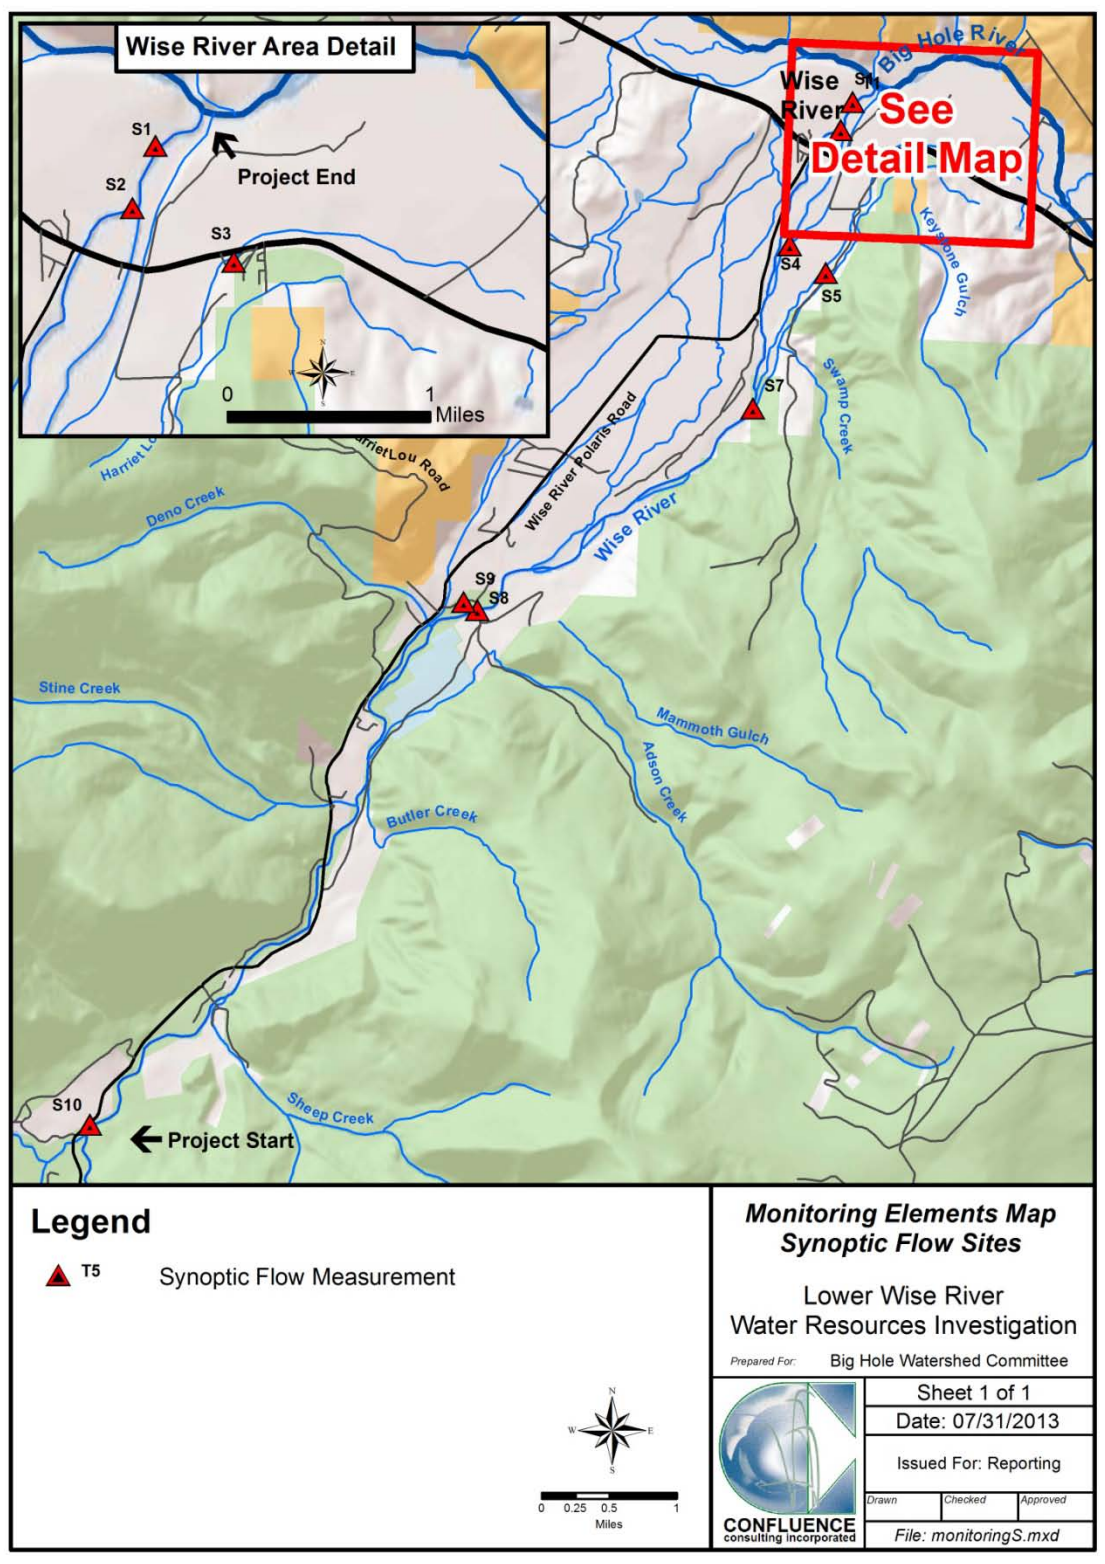 Wise River Area Detail
S1
S2
S3
Project End
N
W
E
S
0
1
Miles
Big Hole River
Wise
River
S1
See
Detail Map
Keystone Gulch
S4
S5
S7
Swamp Creek
Harriet Lo
rrietLou Road
Wise River Polaris Road
Deno Creek
Wise River
S9
S8
Stine Creek
Mammoth Gulch
Adson Creek
Butler Creek
S10
Project Start
Sheep Creek
Legend
T5
Synoptic Flow Measurement
N
W
E
S
0
0.25
0.5
1
Miles
Monitoring Elements Map
Synoptic Flow Sites
Lower Wise River
Water Resources Investigation
Prepared For:
Big Hole Watershed Committee
CONFLUENCE
consulting incorporated
Sheet 1 of 1
Date: 07/31/2013
Issued For: Reporting
Drawn
Checked
Approved
File: monitoringS.mxd